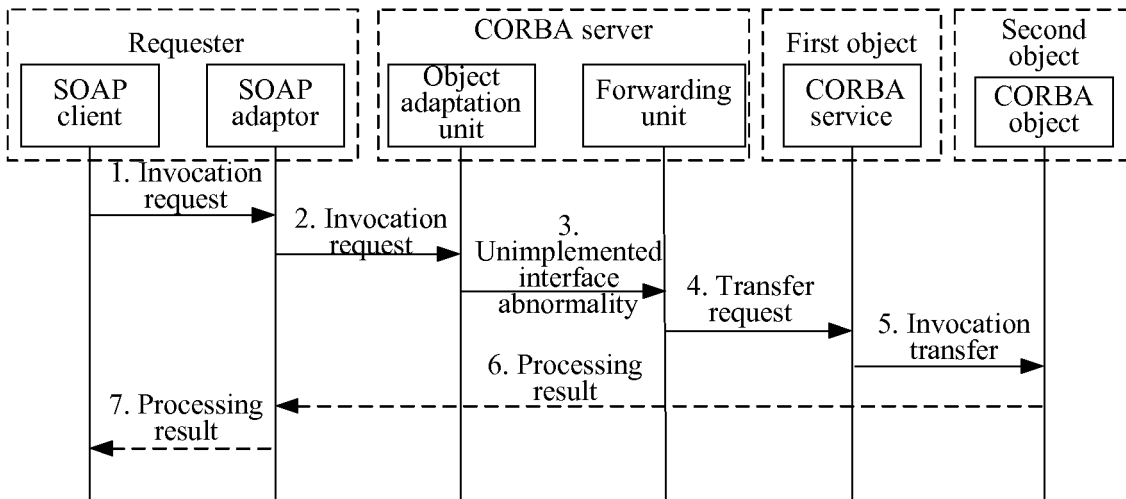 Requester
CORBA server
First object
Second
object
SOAP
client
SOAP
adaptor
Object
adaptation
unit
Forwarding
unit
CORBA
service
CORBA
object
1. Invocation
request
2. Invocation
request
3.
Unimplemented
interface
abnormality
4. Transfer
request
5. Invocation
transfer
6. Processing
result
7. Processing
result